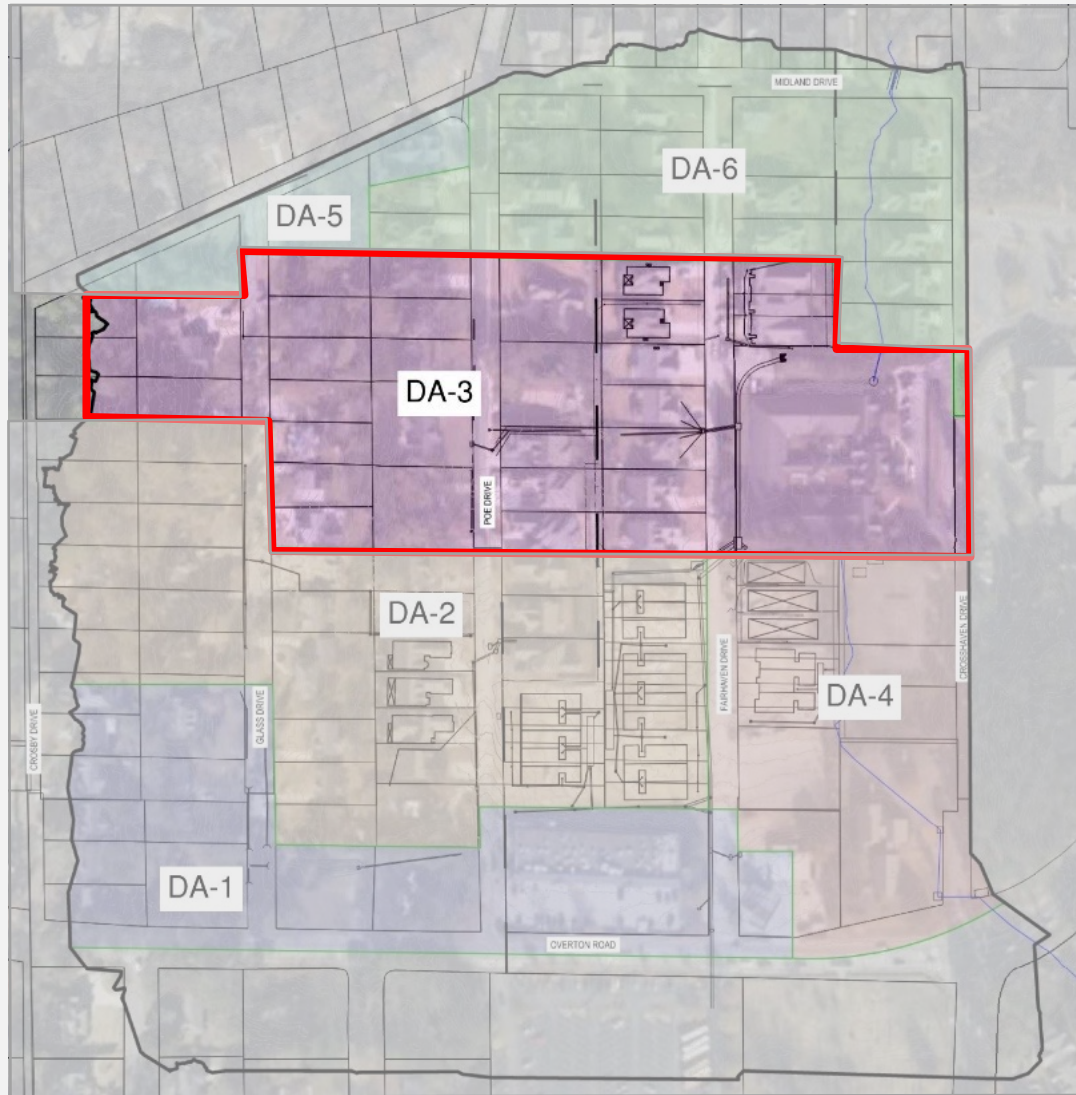 MIDLAND DRIVE
DA-6
DA-5
DA-3
POE DRIVE
DA-2
CROSSHAVEN DRIVE
FAIRHAVEN DRIVE
DA-4
GLASS DRIVE
CROSBY DRIVE
DA-1
OVERTON ROAD